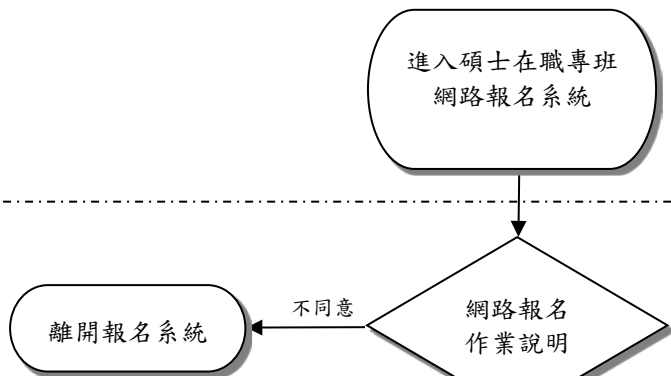 進入碩士在職專班
網路報名系統
不同意
網路報名
作業說明
離開報名系統